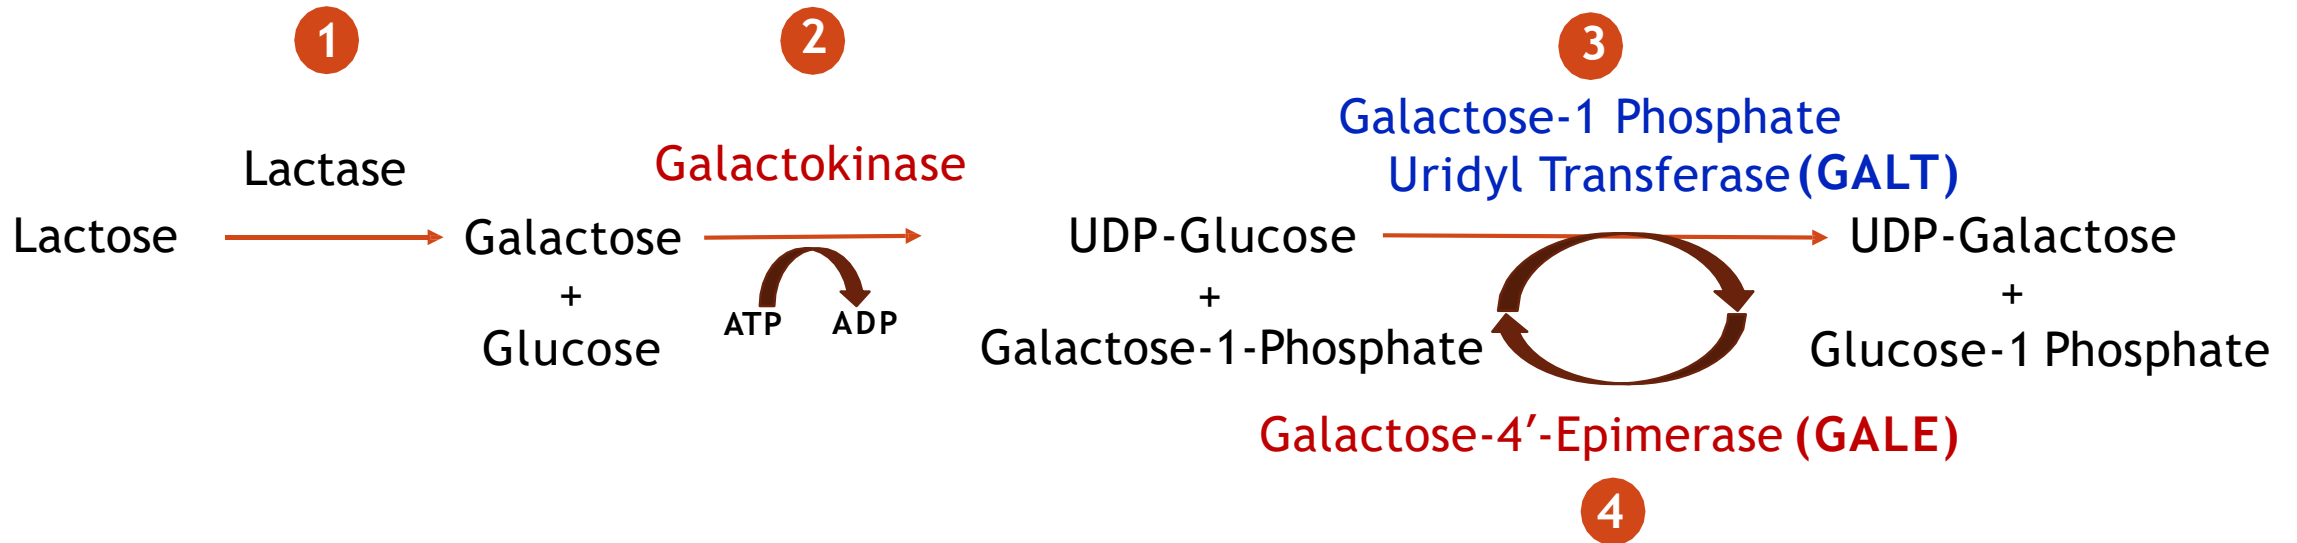 1
2
3
Galactose-1 Phosphate
Lactase
Galactokinase
Uridyl Transferase (GALT)
Lactose
Galactose
UDP-Glucose
UDP-Galactose
+
+
+
ATP
ADP
Glucose
Galactose-1-Phosphate
Glucose-1 Phosphate
Galactose-4’-Epimerase (GALE)
4